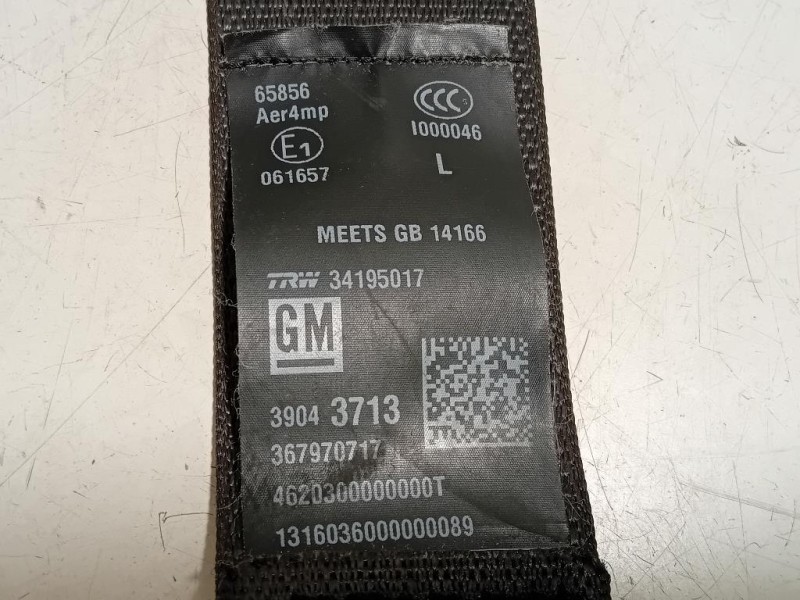 65856
Aer4mp
E1
061657
CCC
I000046
L
MEETS GB 14166
TRW 34195017
GM
3904 3713
367970717
4620300000000T
1316036000000089